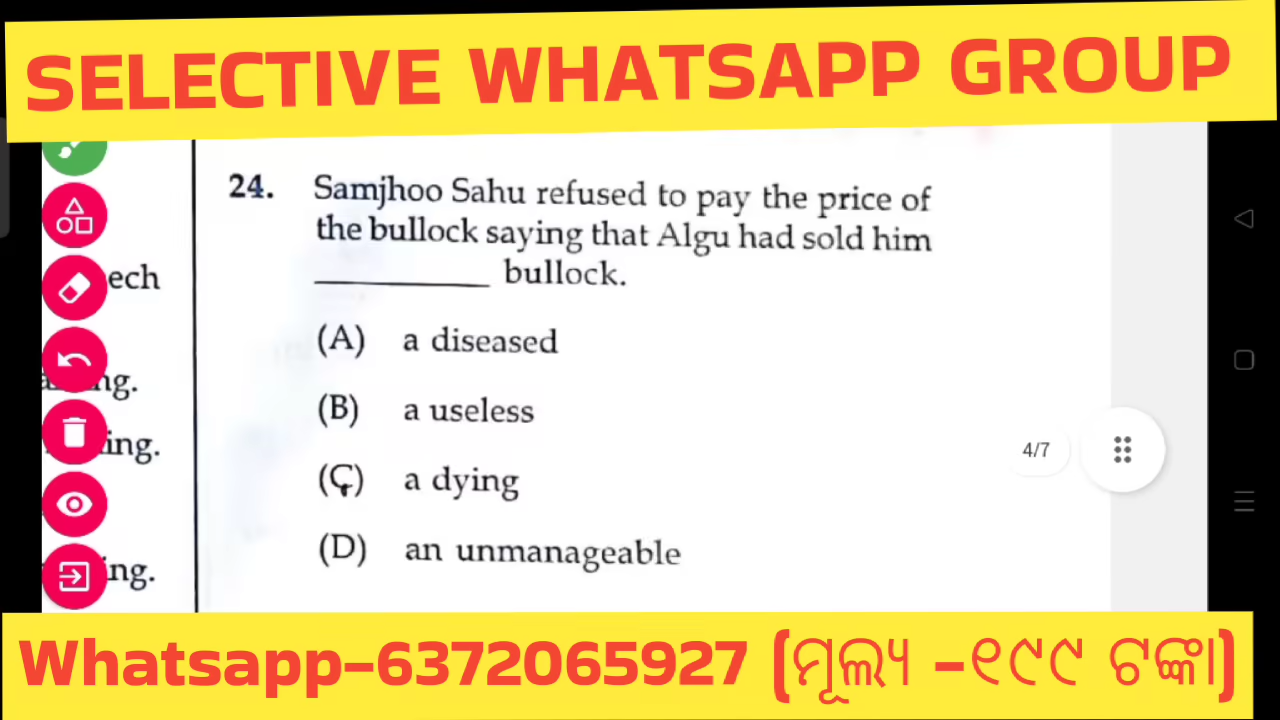 SELECTIVE WHATSAPP GROUP
ech
ng.
ing.
ing.
24. Samjhoo Sahu refused to pay the price of
the bullock saying that Algu had sold him
__________ bullock.
(A) a diseased
(B) a useless
(C) a dying
(D) an unmanageable
4/7
Whatsapp-6372065927 (ମୂଲ୍ୟ -୧୯୯ ଟଙ୍କା)